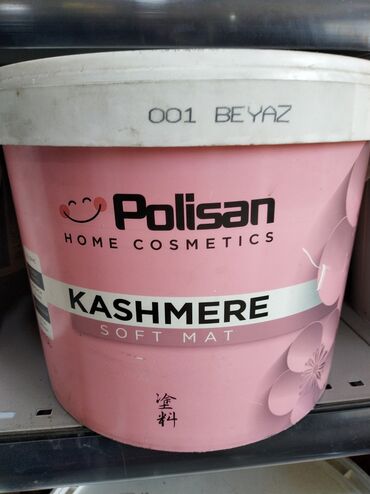 001 BEYAZ
Polisan
HOME COSMETICS
KASHMERE
SOFT MAT
塗
料